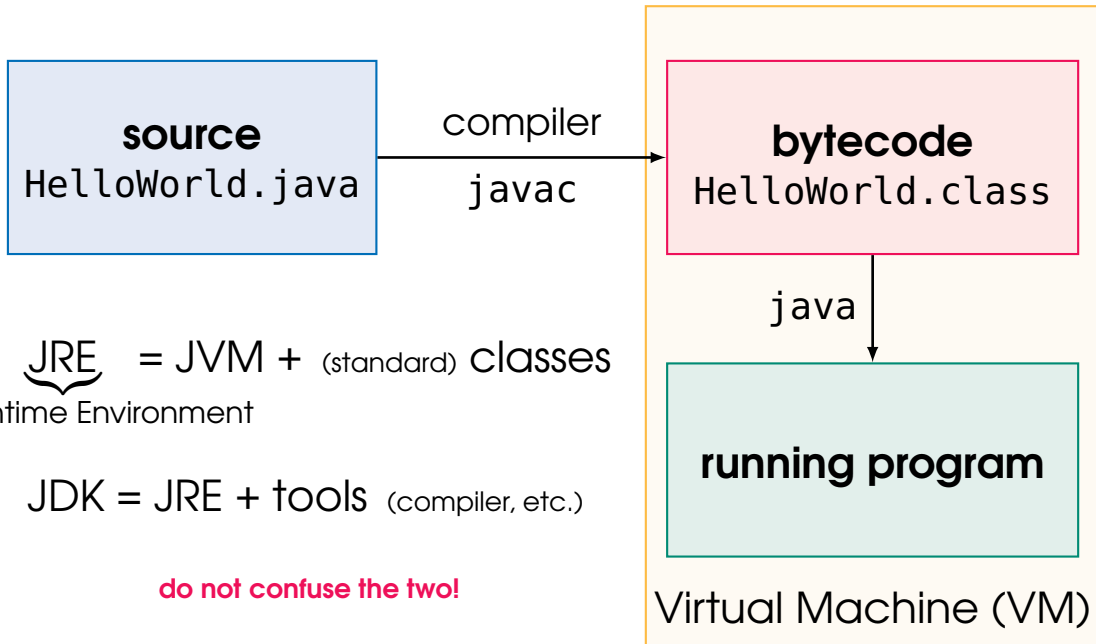 source
HelloWorld.java
compiler
javac
bytecode
HelloWorld.class
java
JRE = JVM + (standard) classes
ntime Environment
JDK = JRE + tools (compiler, etc.)
do not confuse the two!
running program
Virtual Machine (VM)